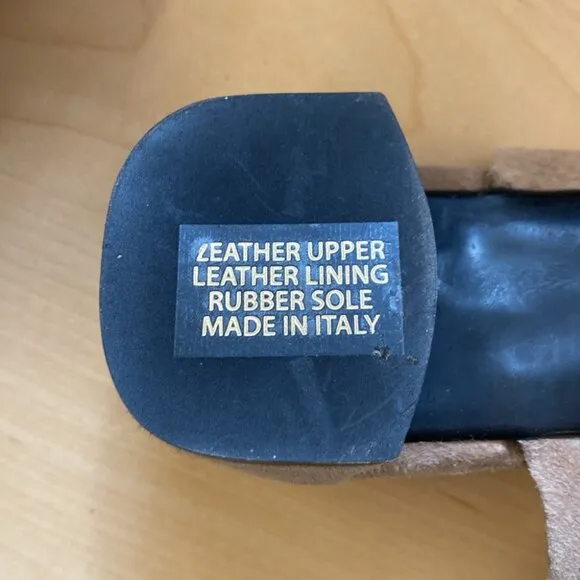 LEATHER UPPER
LEATHER LINING
RUBBER SOLE
MADE IN ITALY